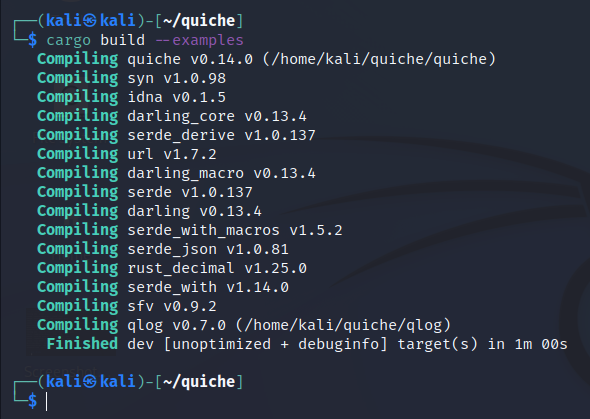 ┌──(kali㉿kali)-[~/quiche]
└─$ cargo build --examples
Compiling quiche v0.14.0 (/home/kali/quiche/quiche)
Compiling syn v1.0.98
Compiling idna v0.1.5
Compiling darling_core v0.13.4
Compiling serde_derive v1.0.137
Compiling url v1.7.2
Compiling darling_macro v0.13.4
Compiling serde v1.0.137
Compiling darling v0.13.4
Compiling serde_with_macros v1.5.2
Compiling serde_json v1.0.81
Compiling rust_decimal v1.25.0
Compiling serde_with v1.14.0
Compiling sfv v0.9.2
Compiling qlog v0.7.0 (/home/kali/quiche/qlog)
Finished dev [unoptimized + debuginfo] target(s) in 1m 00s
┌──(kali㉿kali)-[~/quiche]
└─$